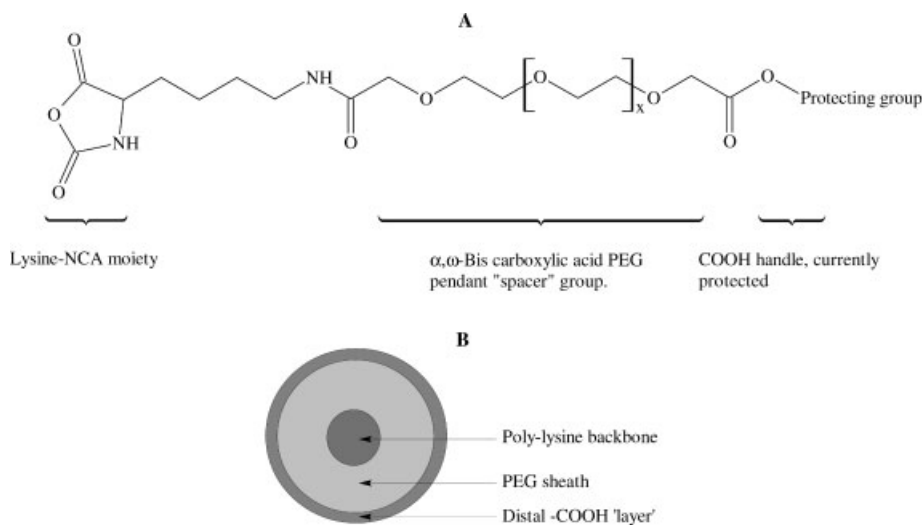 A
O
O
NH
O
O
NH
O
O
O
x
O
O
O
Protecting group
Lysine-NCA moiety
α,ω-Bis carboxylic acid PEG
pendant "spacer" group.
COOH handle, currently
protected
B
Poly-lysine backbone
PEG sheath
Distal -COOH 'layer'